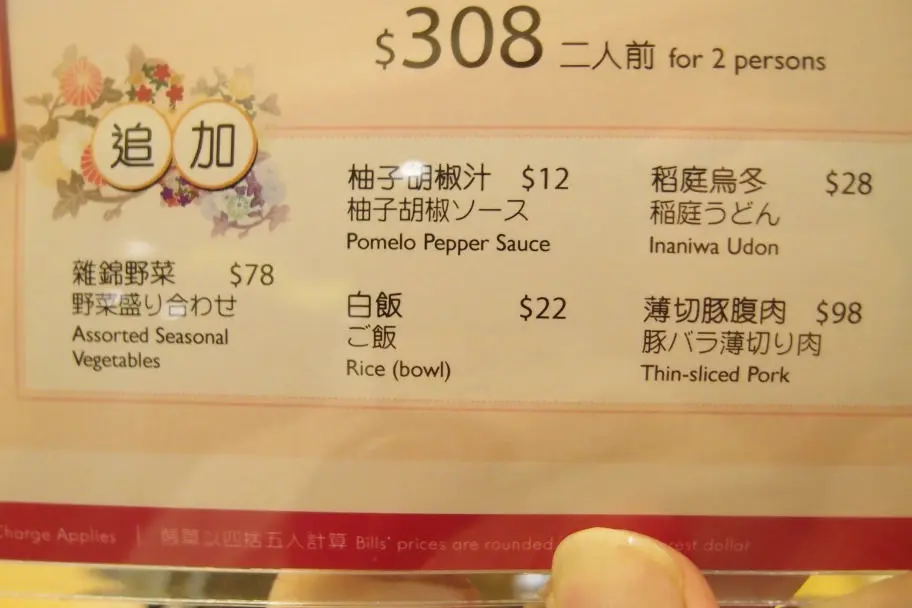 $308 二人前 for 2 persons
追加
雜錦野菜 $78
野菜盛り合わせ
Assorted Seasonal
Vegetables
柚子胡椒汁 $12
柚子胡椒ソース
Pomelo Pepper Sauce
白飯 $22
ご飯
Rice (bowl)
稻庭烏冬 $28
稲庭うどん
Inaniwa Udon
薄切豚腹肉 $98
豚バラ薄切り肉
Thin-sliced Pork
Charge Applies | 賬單以四捨五入計算 Bills' prices are rounded dollar